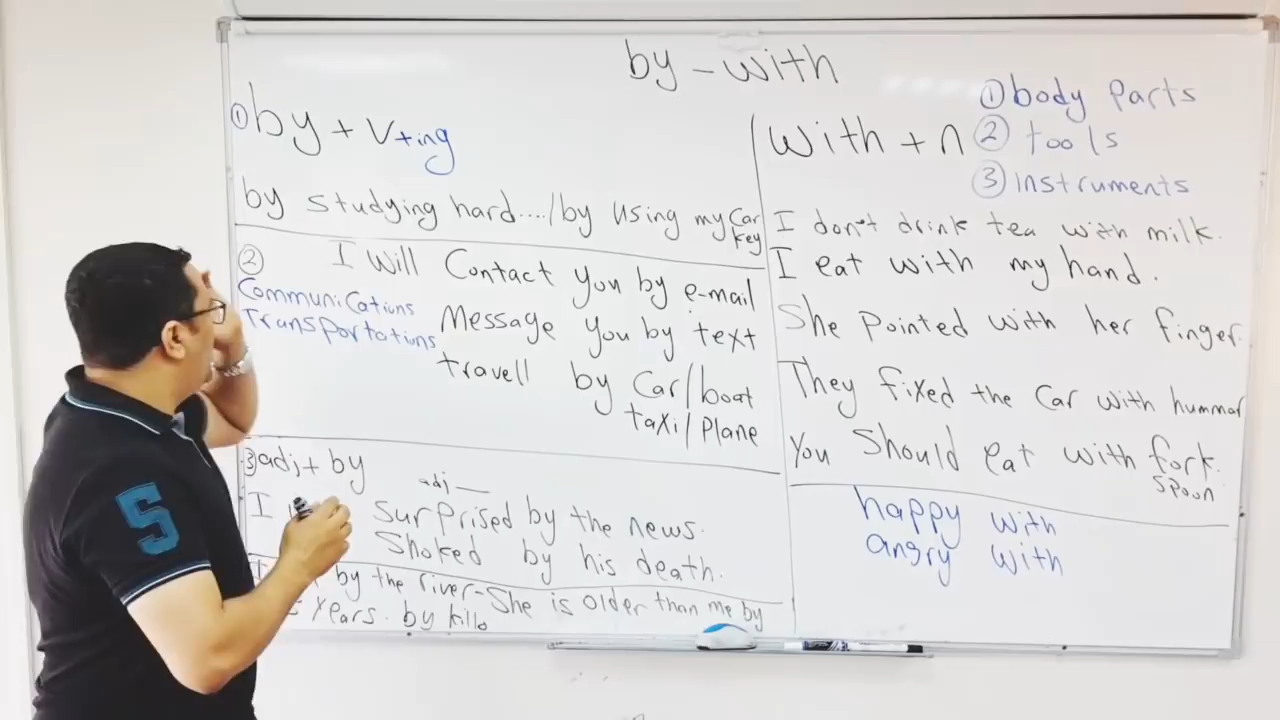 by - with
① by + v+ing
by studying hard..../by using my Car key
② I Will Contact you by e-mail
Communications
Transportations
Message you by text
travell by Car/boat
taxi/Plane
③ adj + by
adj
I surprised by the news.
Shoked by his death.
by the river-She is older than me by
years. by kilo
with + n
① body parts
② tools
③ instruments
I don't drink tea with milk.
I eat with my hand.
She pointed with her finger.
They fixed the Car with hummar
You Should eat with fork.
spoon
happy with
angry with
5